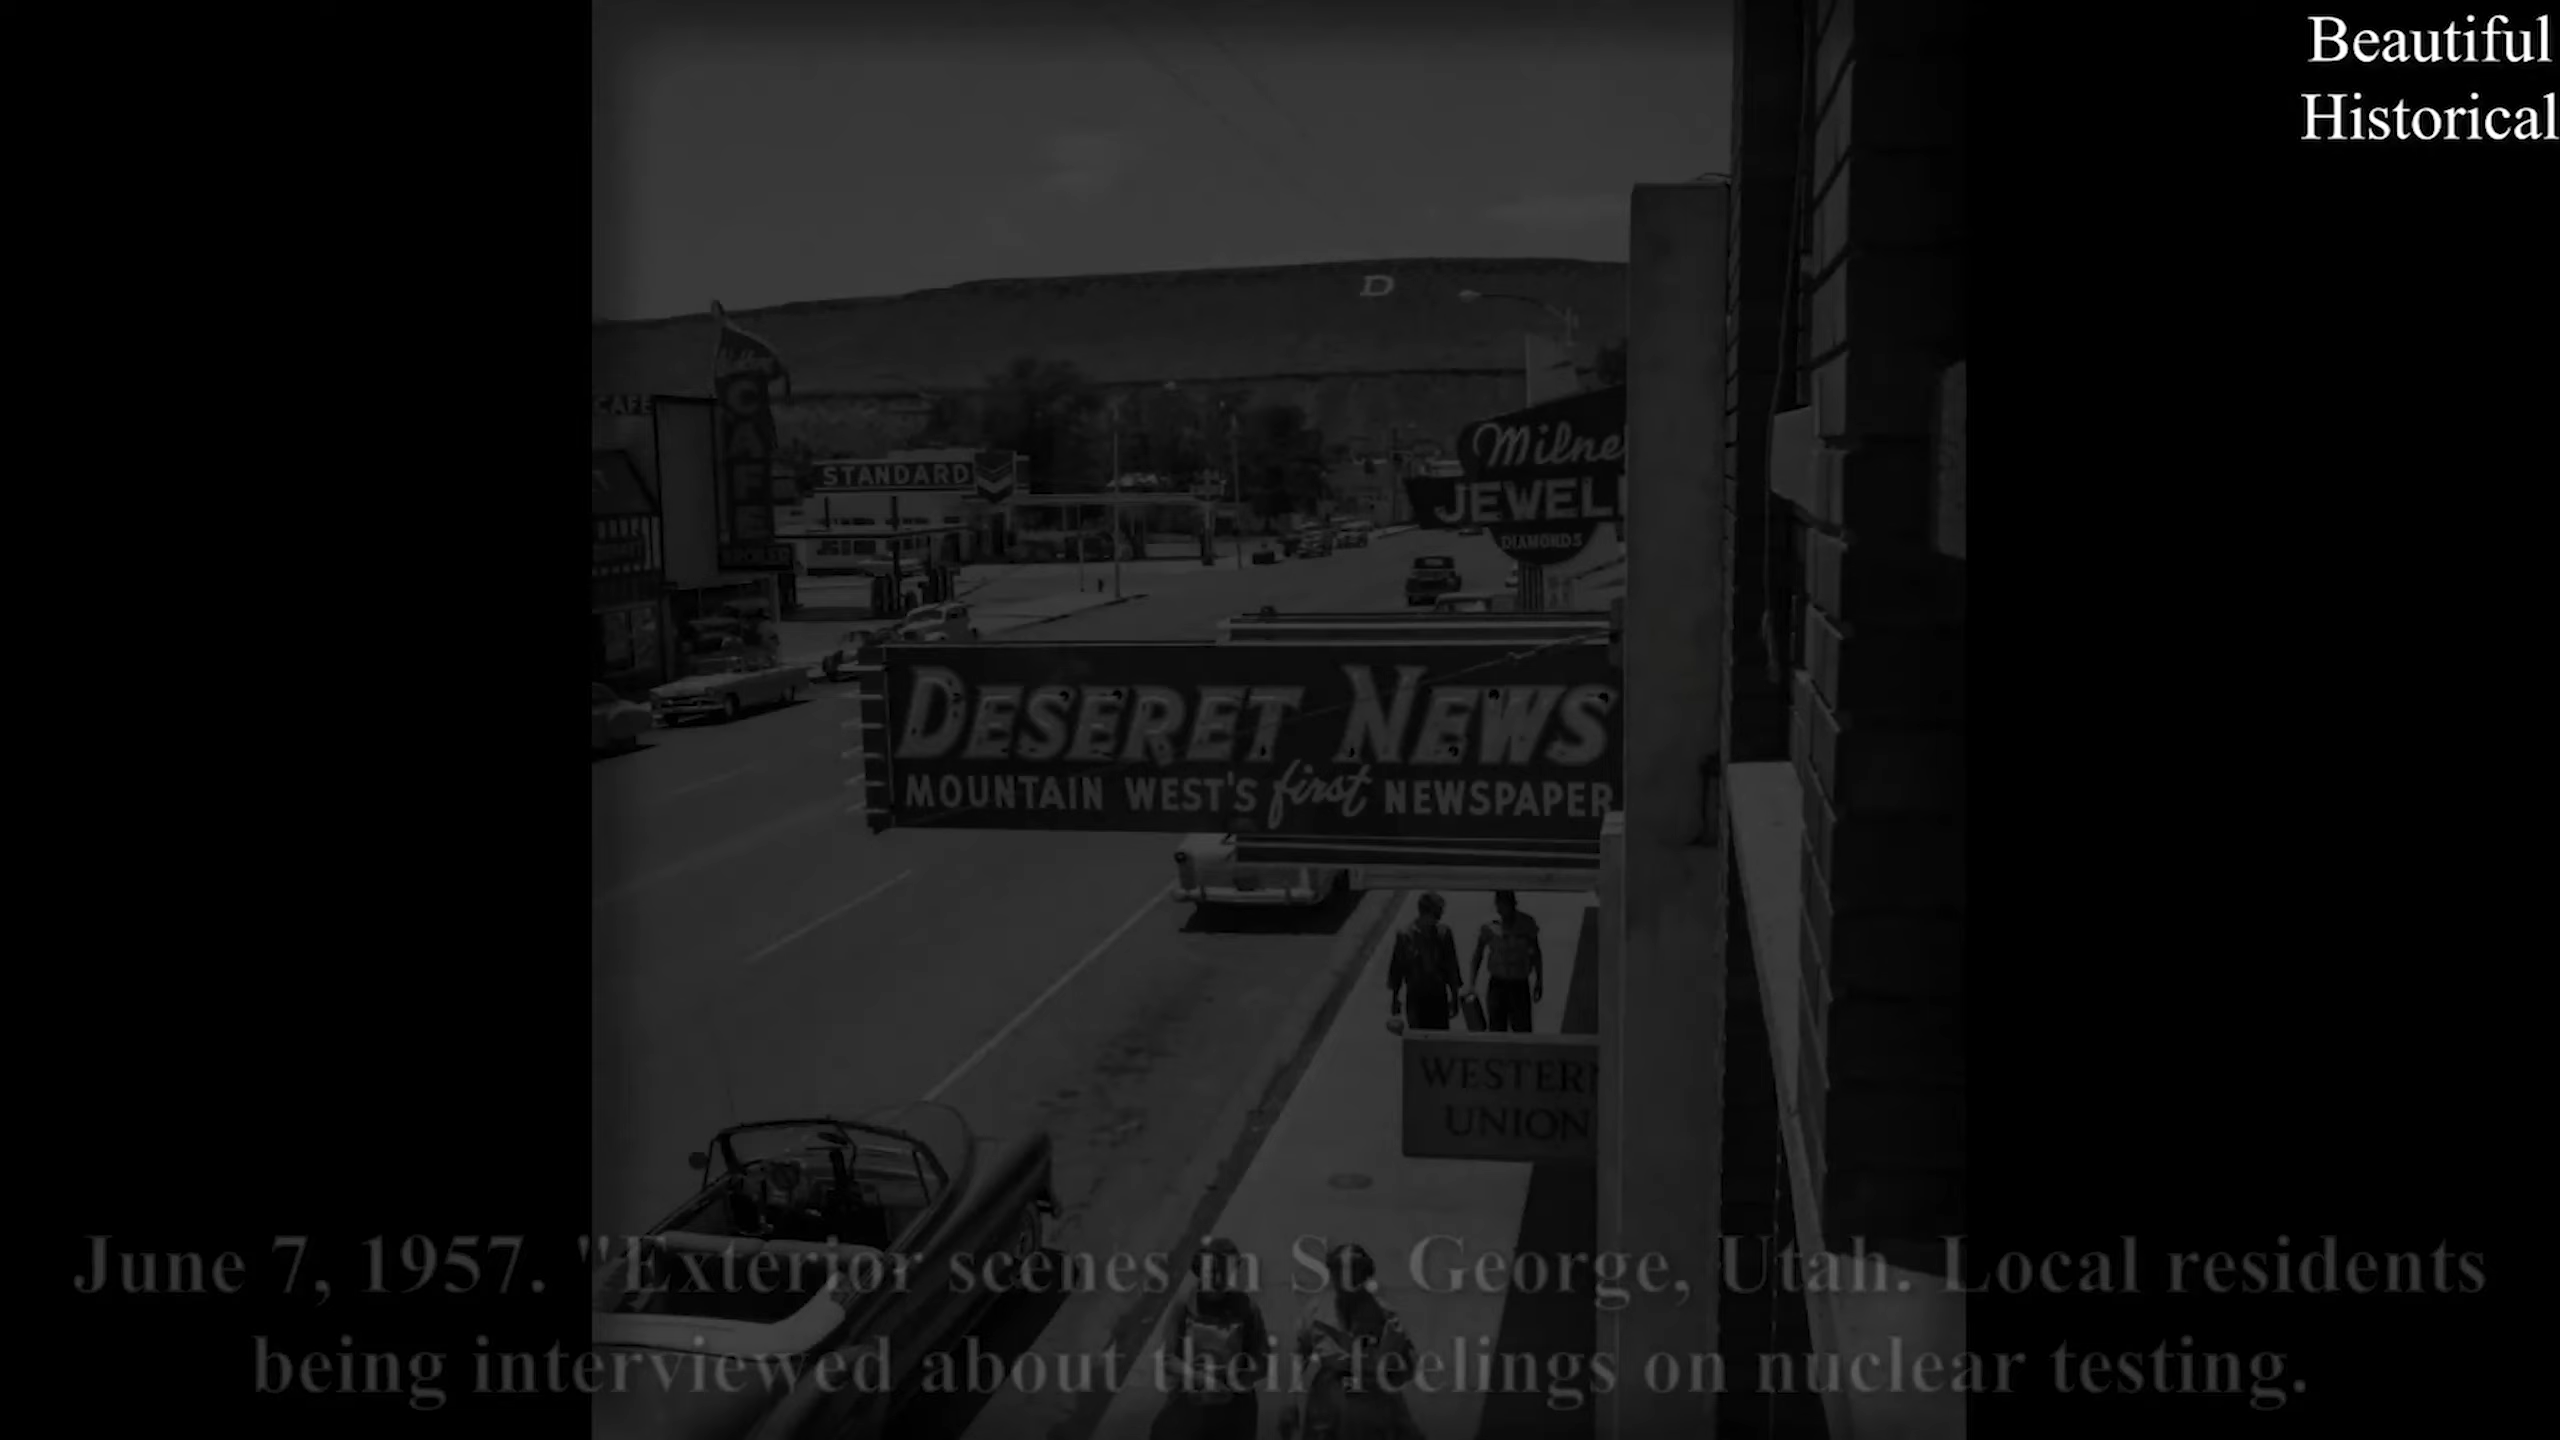 Beautiful
Historical
D
CAFE
CAFE
STANDARD
Milne
JEWEL
DIAMONDS
DESERET NEWS
MOUNTAIN WEST'S first NEWSPAPER
WESTERN
UNION
June 7, 1957. "Exterior scenes in St. George, Utah. Local residents
being interviewed about their feelings on nuclear testing.